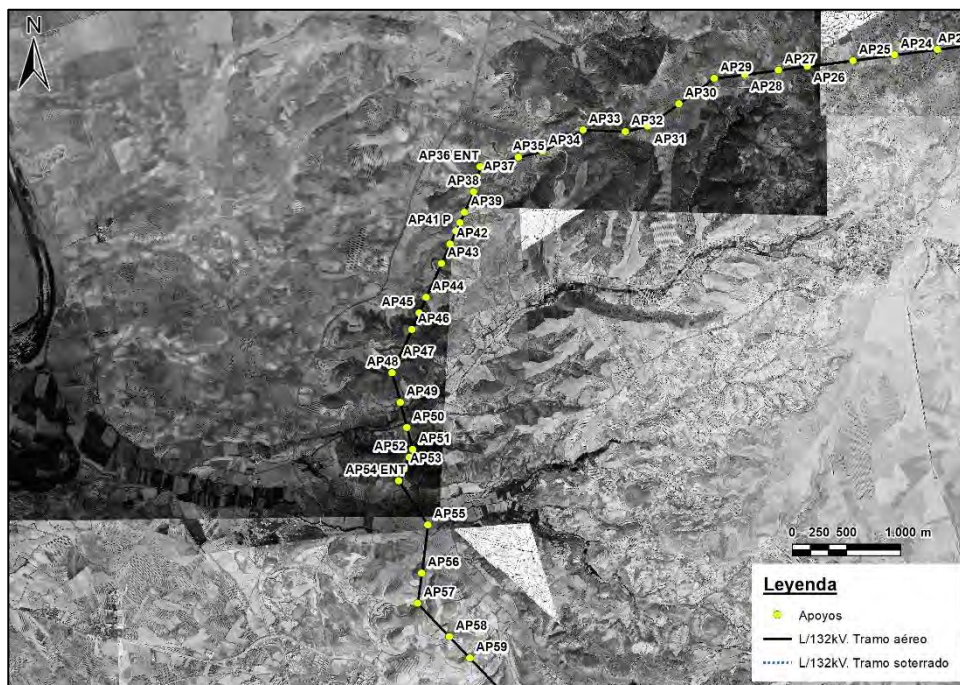 N
AP2
AP24
AP25
AP26
AP27
AP28
AP29
AP30
AP31
AP32
AP33
AP34
AP35
AP36 ENT
AP37
AP38
AP39
AP41 P
AP42
AP43
AP44
AP45
AP46
AP47
AP48
AP49
AP50
AP51
AP52
AP53
AP54 ENT
AP55
AP56
AP57
AP58
AP59
0 250 500 1.000 m
Leyenda
Apoyos
L/132kV. Tramo aéreo
L/132kV. Tramo soterrado